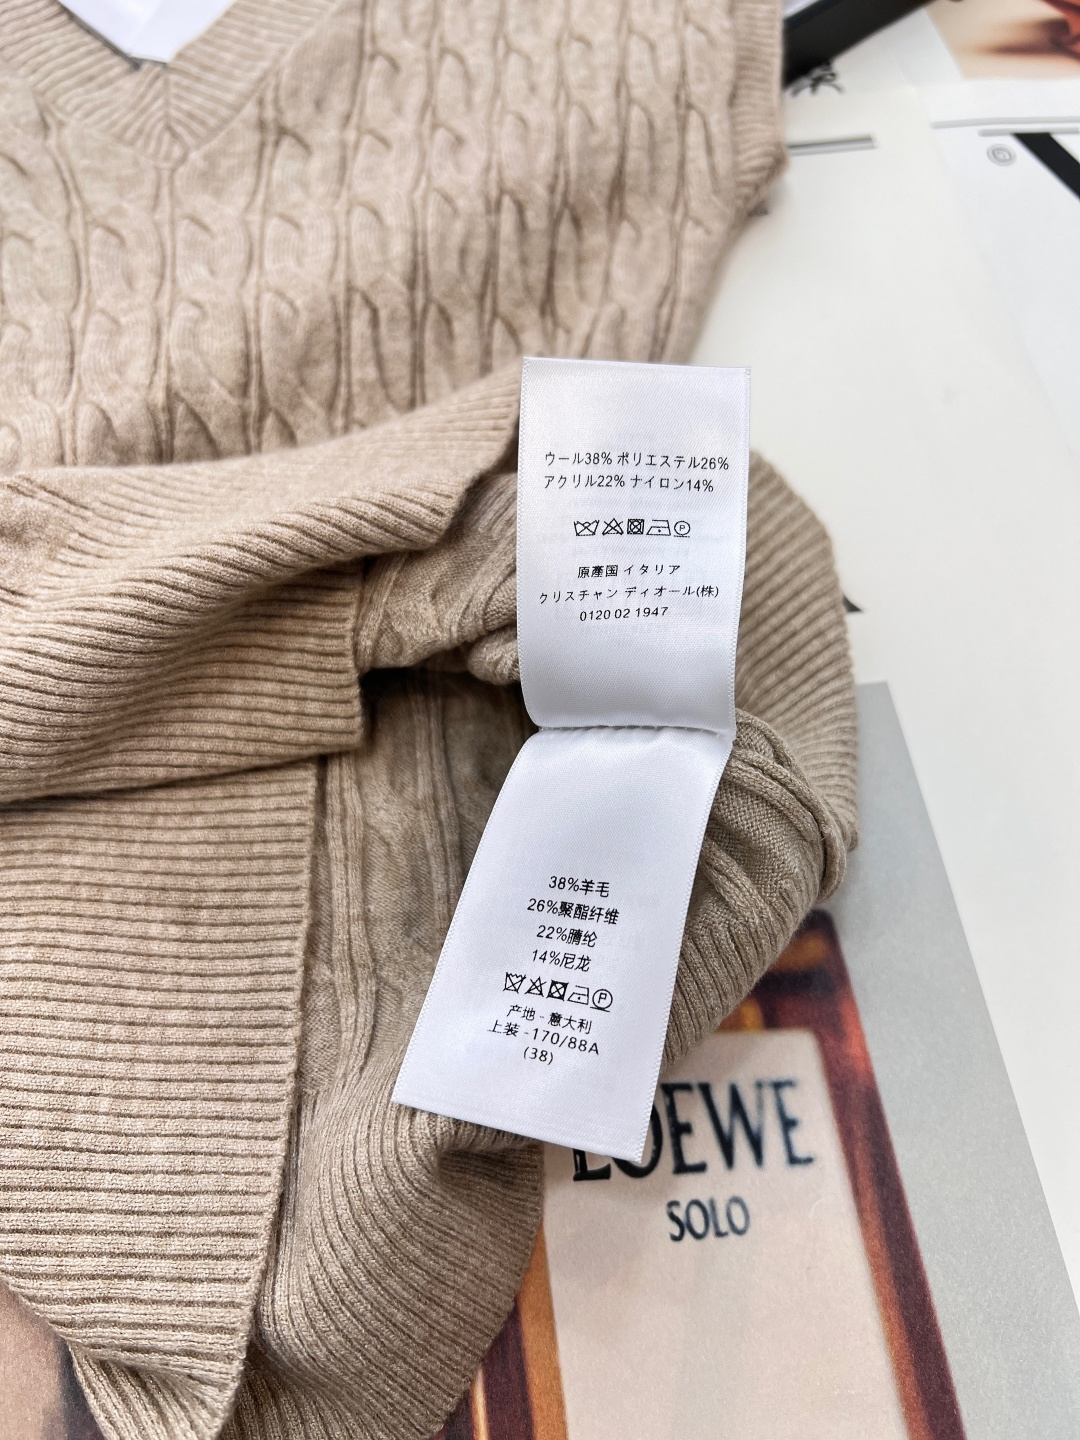 ウール38% ポリエステル26%
アクリル22% ナイロン14%
原產国 イタリア
クリスチャン ディオール(株)
0120 02 1947
38%羊毛
26%聚酯纤维
22%腈纶
14%尼龙
产地 - 意大利
上装 -170/88A
(38)
LOEWE
SOLO